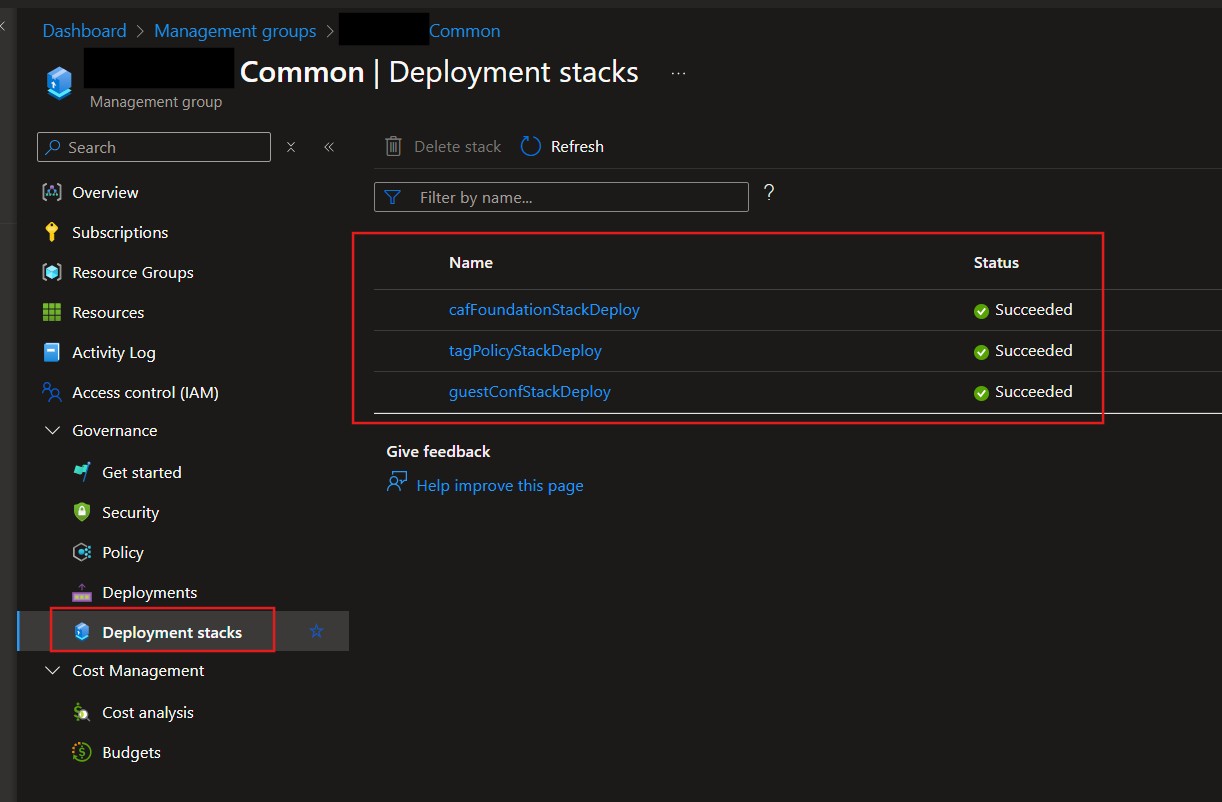 Dashboard > Management groups > Common
Common | Deployment stacks ...
Management group
Search
Delete stack Refresh
Filter by name... ?
Overview
Subscriptions
Resource Groups
Resources
Activity Log
Access control (IAM)
Governance
Get started
Security
Policy
Deployments
Deployment stacks
Cost Management
Cost analysis
Budgets
Name Status
cafFoundationStackDeploy Succeeded
tagPolicyStackDeploy Succeeded
guestConfStackDeploy Succeeded
Give feedback
Help improve this page